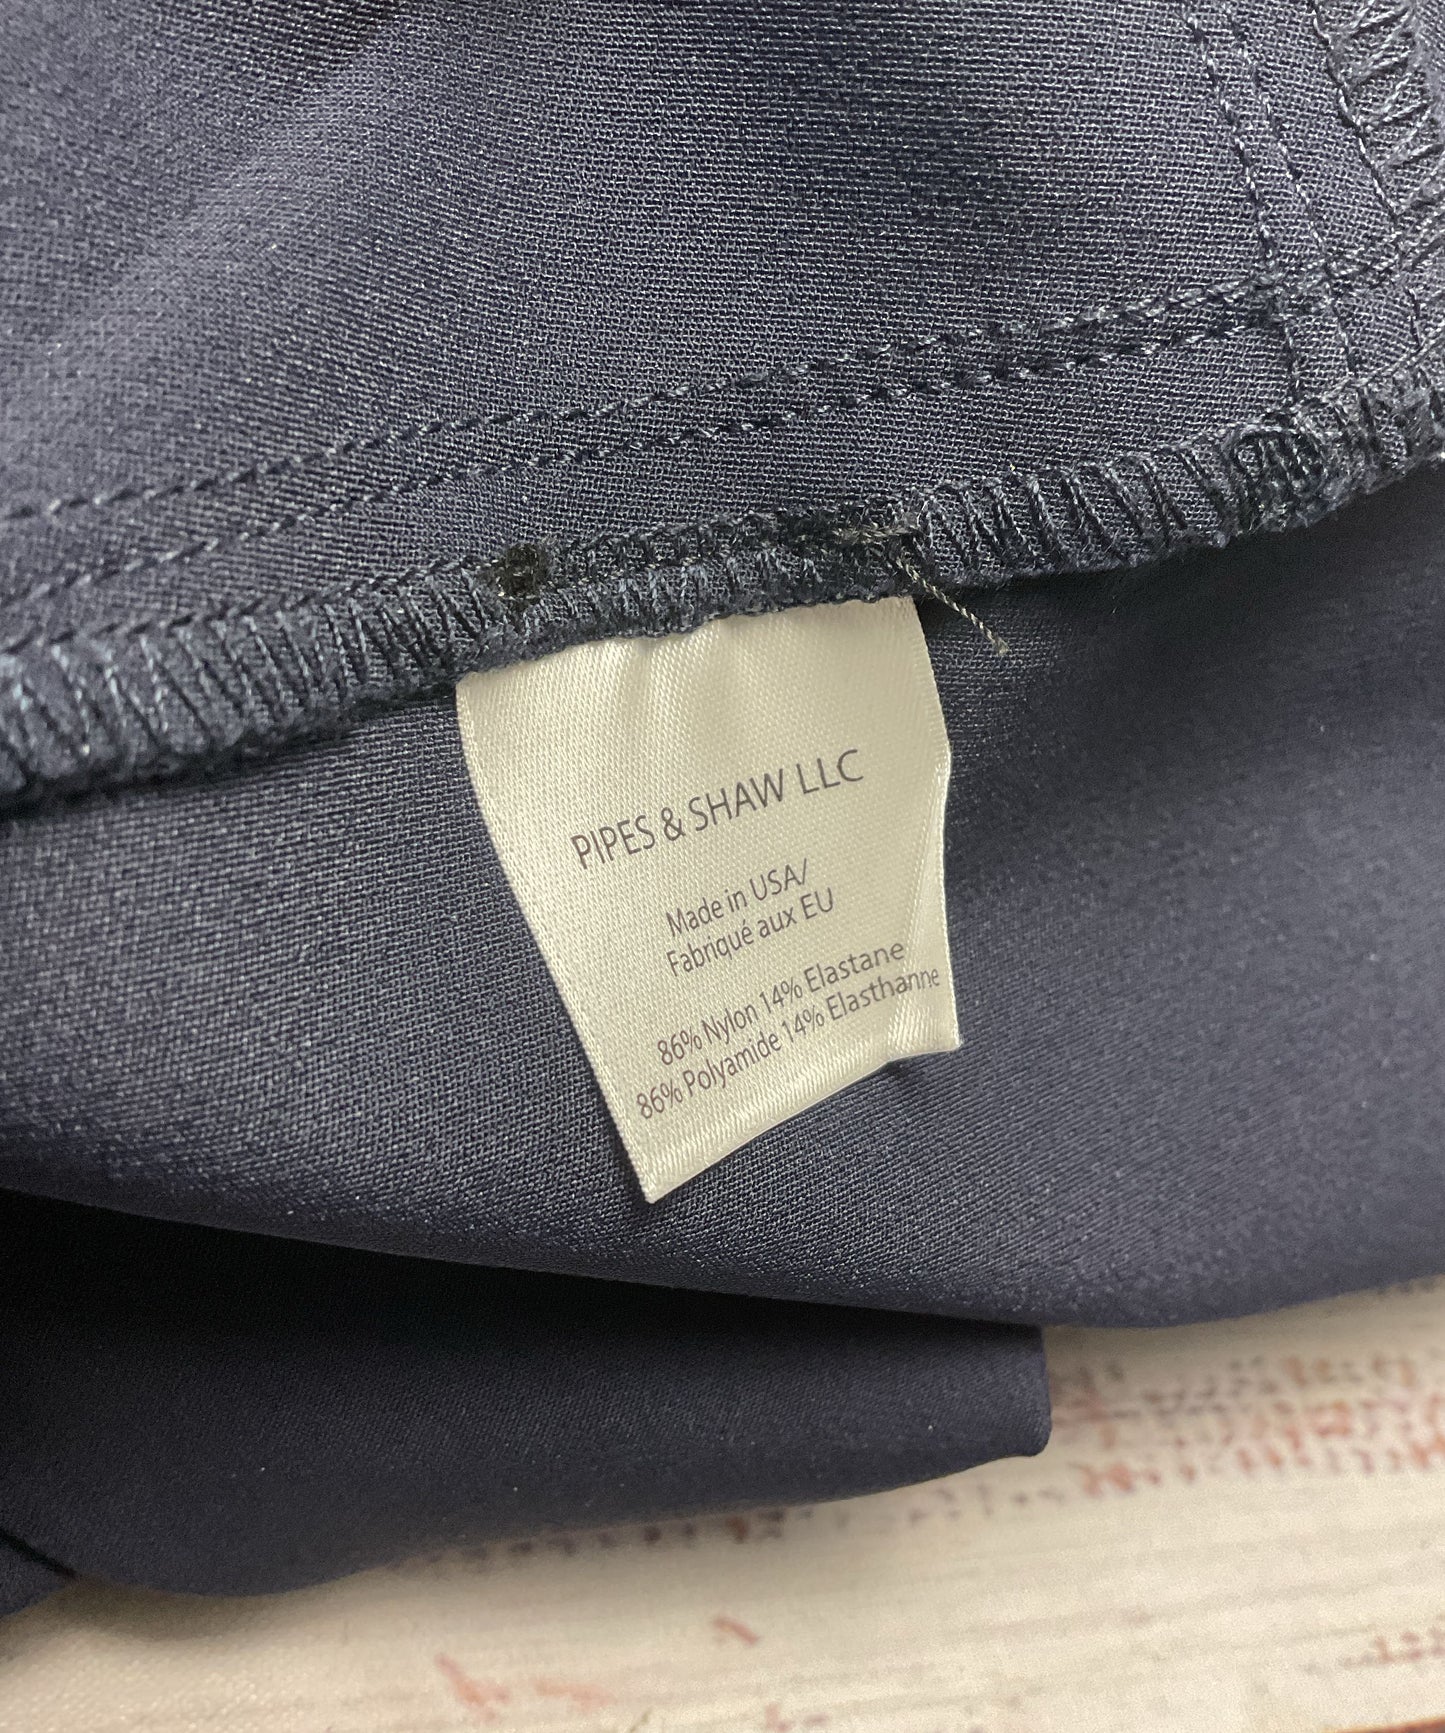 PIPES & SHAW LLC
Made in USA/
Fabriqué aux EU
86% Nylon 14% Elastane
86% Polyamide 14% Elasthanne